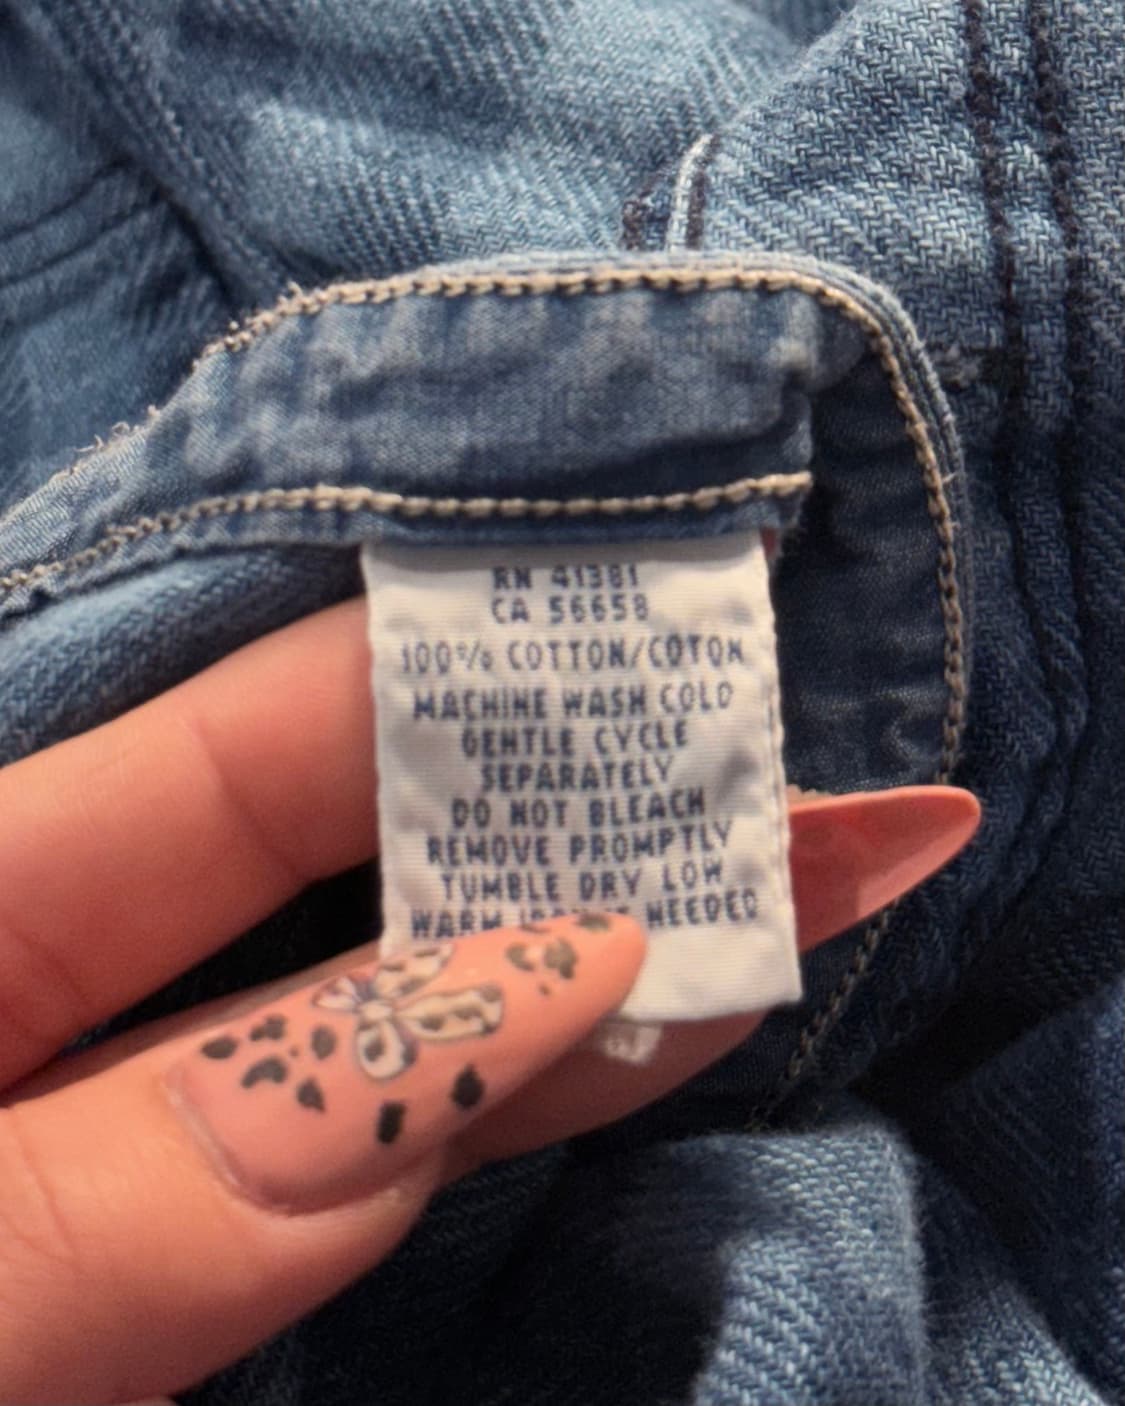 RN 41381
CA 56658
100% COTTON/COTON
MACHINE WASH COLD
GENTLE CYCLE
SEPARATELY
DO NOT BLEACH
REMOVE PROMPTLY
TUMBLE DRY LOW
WARM NEEDED